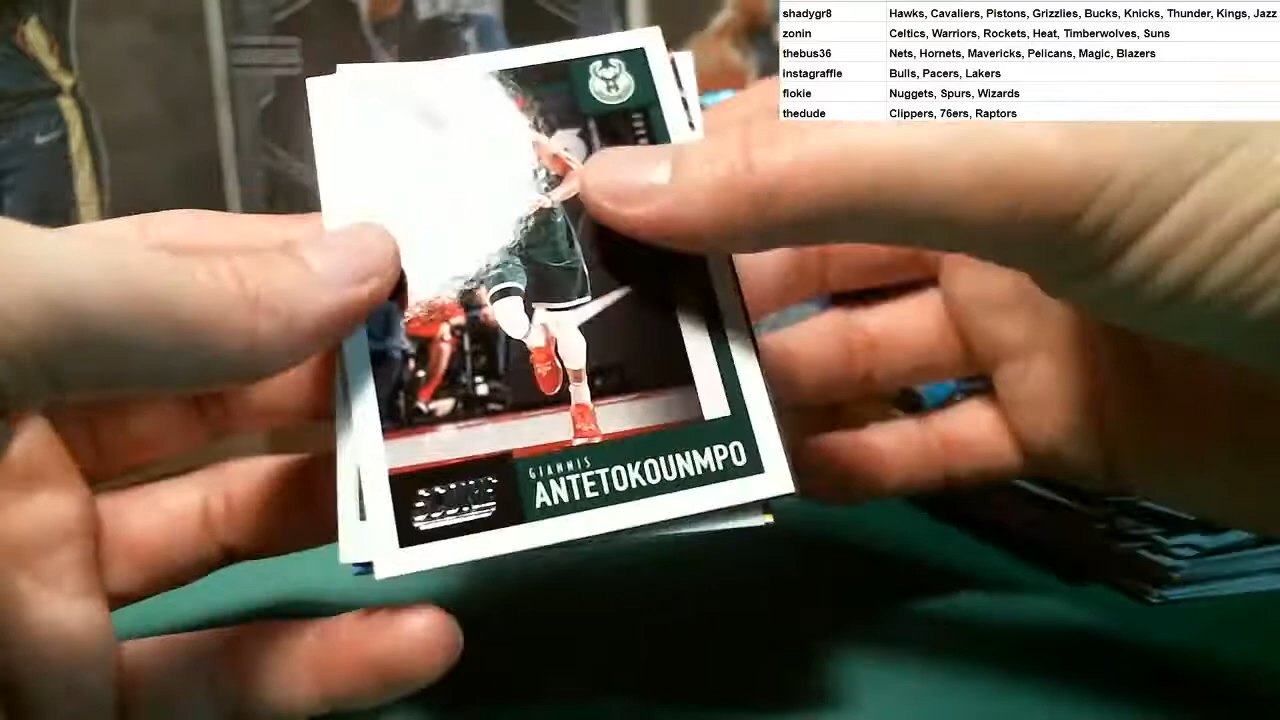 shadygr8 Hawks, Cavaliers, Pistons, Grizzlies, Bucks, Knicks, Thunder, Kings, Jazz
zonin Celtics, Warriors, Rockets, Heat, Timberwolves, Suns
thebus36 Nets, Hornets, Mavericks, Pelicans, Magic, Blazers
instagraffle Bulls, Pacers, Lakers
flokie Nuggets, Spurs, Wizards
thedude Clippers, 76ers, Raptors
GIANNIS
ANTETOKOUNMPO
SCORE